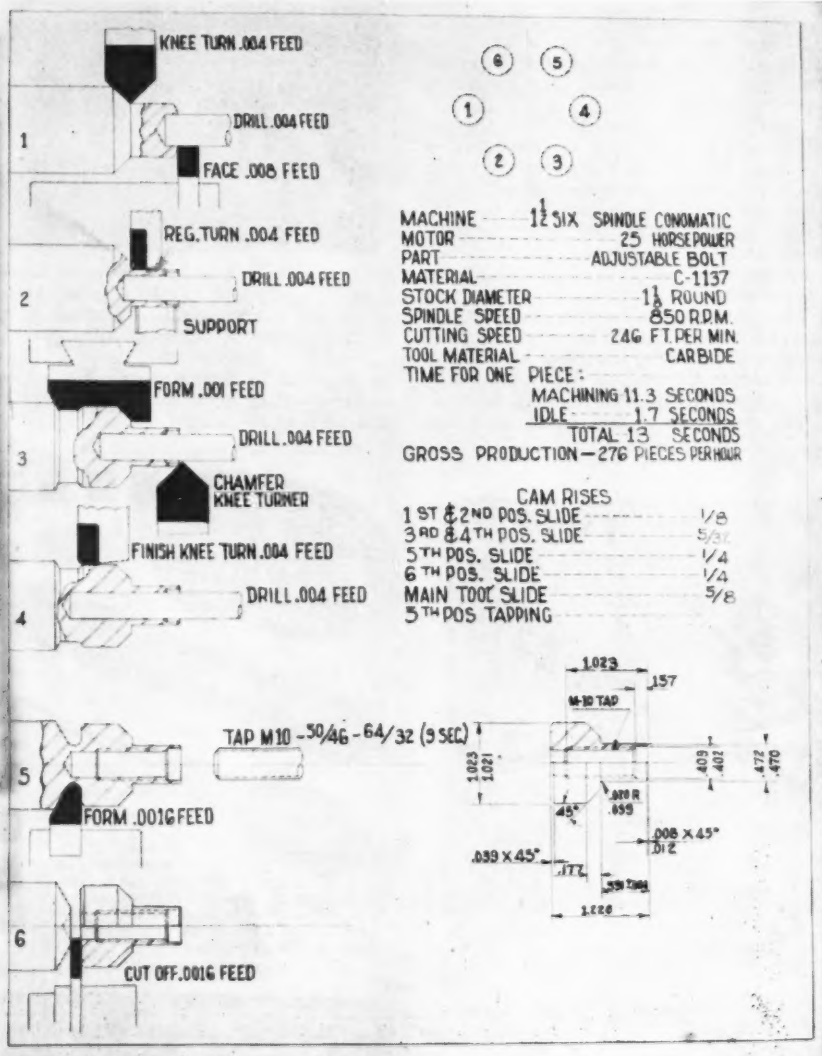 KNEE TURN .004 FEED
DRILL .004 FEED
1
FACE .008 FEED
REG. TURN .004 FEED
DRILL .004 FEED
2
SUPPORT
FORM .001 FEED
DRILL .004 FEED
3
CHAMFER
KNEE TURNER
FINISH KNEE TURN .004 FEED
DRILL .004 FEED
4
TAP M10 - 50/46 - 64/32 (9 SEC.)
5
FORM .0016 FEED
6
CUT OFF .0016 FEED
6 5
1 4
2 3
MACHINE 1 1/2 SIX SPINDLE CONOMATIC
MOTOR 25 HORSEPOWER
PART ADJUSTABLE BOLT
MATERIAL C-1137
STOCK DIAMETER 1 1/8 ROUND
SPINDLE SPEED 850 R.P.M.
CUTTING SPEED 246 FT. PER MIN.
TOOL MATERIAL CARBIDE
TIME FOR ONE PIECE:
MACHINING 11.3 SECONDS
IDLE 1.7 SECONDS
TOTAL 13 SECONDS
GROSS PRODUCTION — 276 PIECES PER HOUR
CAM RISES
1 ST & 2 ND POS. SLIDE 1/8
3 RD & 4 TH POS. SLIDE 5/32
5 TH POS. SLIDE 1/4
6 TH POS. SLIDE 1/4
MAIN TOOL SLIDE 5/8
5 TH POS TAPPING
1.023
.157
M-10 TAP
1.023
1.021
.409
.402
.472
.470
.020 R
.039
45°
.008 X 45°
.012
.039 X 45°
.177
1.220